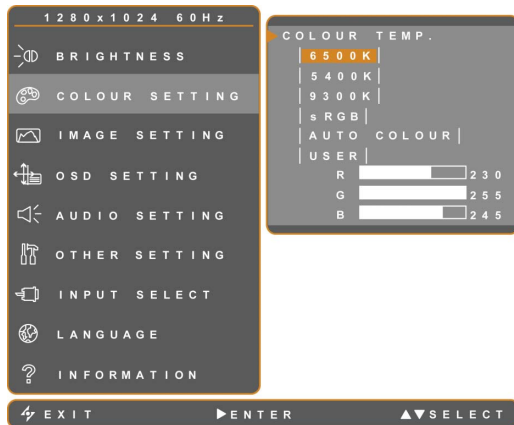 1280x1024 60Hz
BRIGHTNESS
COLOUR SETTING
IMAGE SETTING
OSD SETTING
AUDIO SETTING
OTHER SETTING
INPUT SELECT
LANGUAGE
INFORMATION
COLOUR TEMP.
6500K
5400K
9300K
sRGB
AUTO COLOUR
USER
R 230
G 255
B 245
EXIT ENTER SELECT